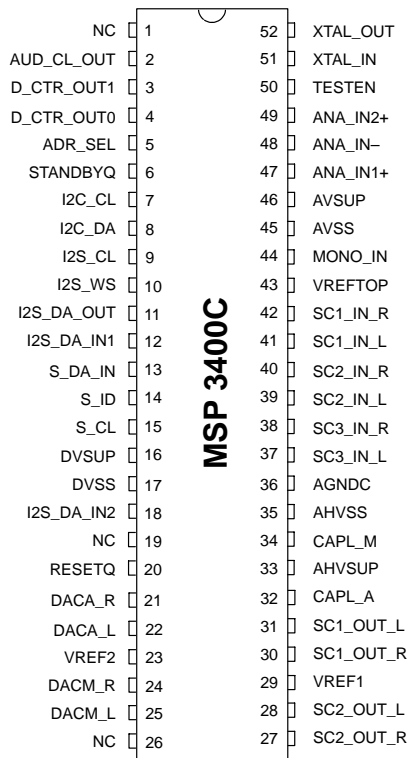 NC 1 52 XTAL_OUT
AUD_CL_OUT 2 51 XTAL_IN
D_CTR_OUT1 3 50 TESTEN
D_CTR_OUT0 4 49 ANA_IN2+
ADR_SEL 5 48 ANA_IN–
STANDBYQ 6 47 ANA_IN1+
I2C_CL 7 46 AVSUP
I2C_DA 8 45 AVSS
I2S_CL 9 44 MONO_IN
I2S_WS 10 43 VREFTOP
I2S_DA_OUT 11 42 SC1_IN_R
I2S_DA_IN1 12 41 SC1_IN_L
S_DA_IN 13 40 SC2_IN_R
S_ID 14 39 SC2_IN_L
S_CL 15 38 SC3_IN_R
DVSUP 16 37 SC3_IN_L
DVSS 17 36 AGNDC
I2S_DA_IN2 18 35 AHVSS
NC 19 34 CAPL_M
RESETQ 20 33 AHVSUP
DACA_R 21 32 CAPL_A
DACA_L 22 31 SC1_OUT_L
VREF2 23 30 SC1_OUT_R
DACM_R 24 29 VREF1
DACM_L 25 28 SC2_OUT_L
NC 26 27 SC2_OUT_R
MSP 3400C